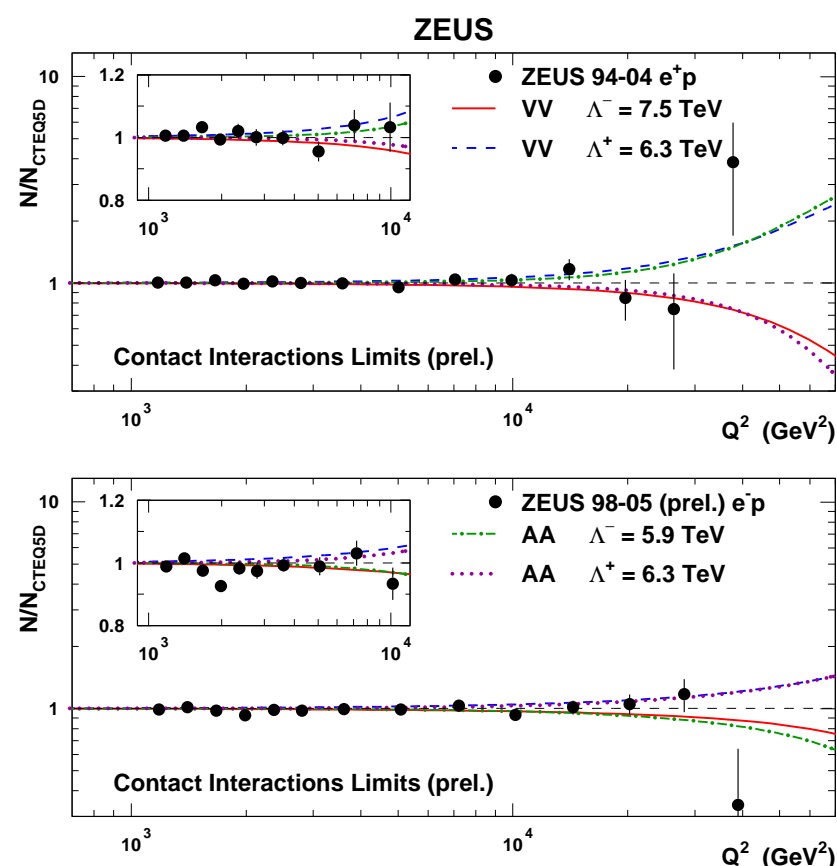 ZEUS
N/N_CTEQ5D
10
1
1.2
1
0.8
10³
10⁴
ZEUS 94-04 e⁺p
VV Λ⁻ = 7.5 TeV
VV Λ⁺ = 6.3 TeV
Contact Interactions Limits (prel.)
10³
10⁴
Q² (GeV²)
N/N_CTEQ5D
10
1
1.2
1
0.8
10³
10⁴
ZEUS 98-05 (prel.) e⁻p
AA Λ⁻ = 5.9 TeV
AA Λ⁺ = 6.3 TeV
Contact Interactions Limits (prel.)
10³
10⁴
Q² (GeV²)